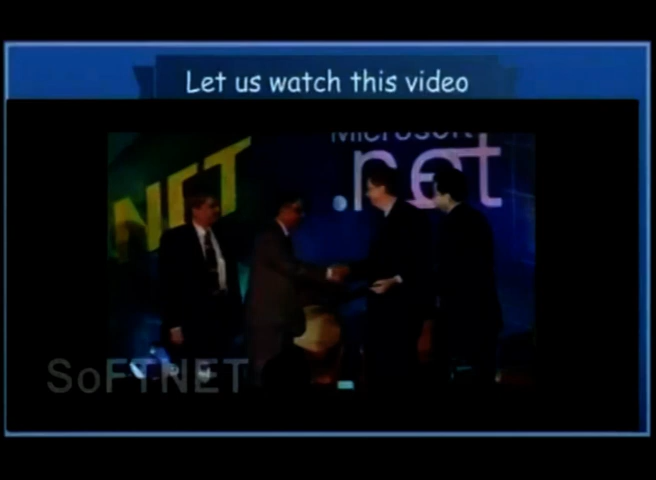 Let us watch this video
Microsoft
.net
.NET
SoFTNET